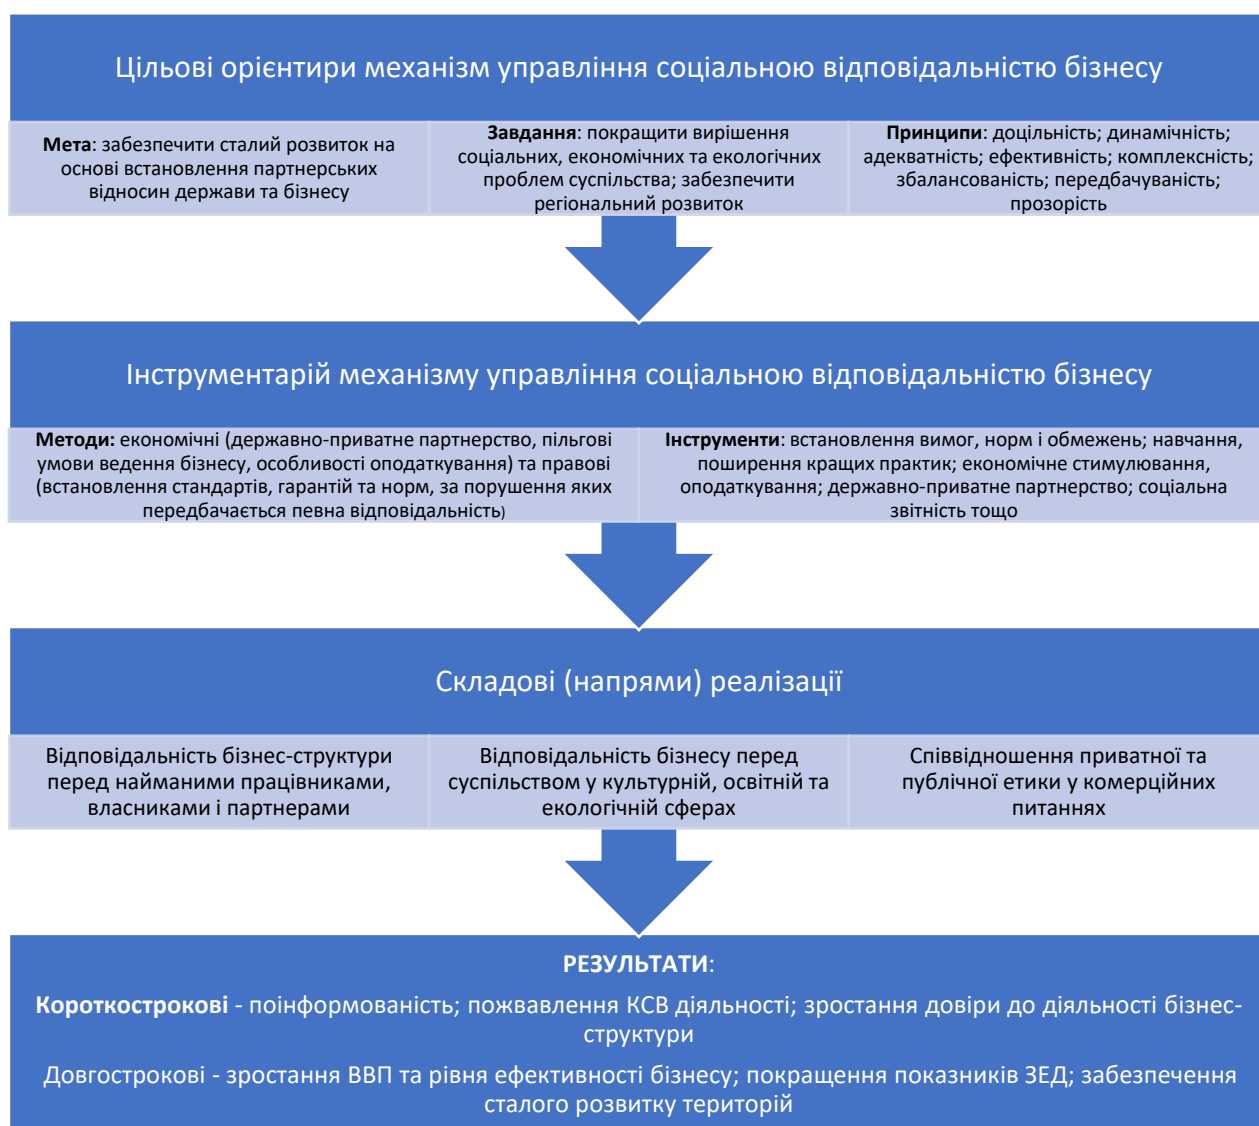 Цільові орієнтири механізм управління соціальною відповідальністю бізнесу
Мета: забезпечити сталий розвиток на
основі встановлення партнерських
відносин держави та бізнесу
Завдання: покращити вирішення
соціальних, економічних та екологічних
проблем суспільства; забезпечити
регіональний розвиток
Принципи: доцільність; динамічність;
адекватність; ефективність; комплексність;
збалансованість; передбачуваність;
прозорість
Інструментарій механізму управління соціальною відповідальністю бізнесу
Методи: економічні (державно-приватне партнерство, пільгові
умови ведення бізнесу, особливості оподаткування) та правові
(встановлення стандартів, гарантій та норм, за порушення яких
передбачається певна відповідальність)
Інструменти: встановлення вимог, норм і обмежень; навчання,
поширення кращих практик; економічне стимулювання,
оподаткування; державно-приватне партнерство; соціальна
звітність тощо
Складові (напрями) реалізації
Відповідальність бізнес-структури
перед найманими працівниками,
власниками і партнерами
Відповідальність бізнесу перед
суспільством у культурній, освітній та
екологічній сферах
Співвідношення приватної та
публічної етики у комерційних
питаннях
РЕЗУЛЬТАТИ:
Короткострокові - поінформованість; пожвавлення КСВ діяльності; зростання довіри до діяльності бізнес-
структури
Довгострокові - зростання ВВП та рівня ефективності бізнесу; покращення показників ЗЕД; забезпечення
сталого розвитку територій